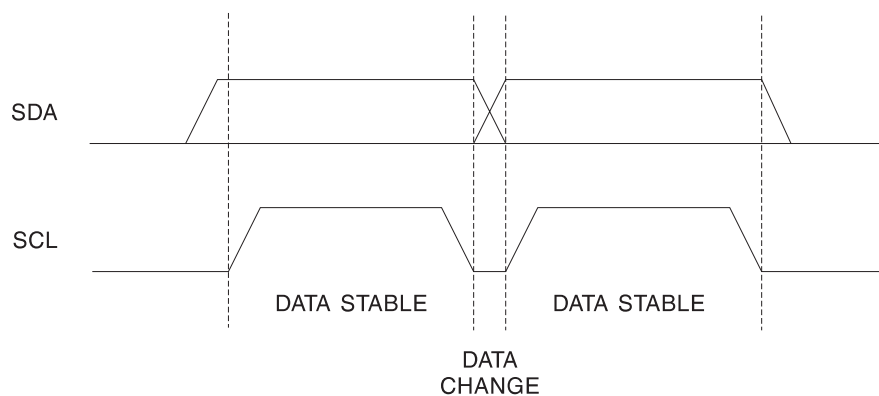 SDA
SCL
DATA STABLE
DATA STABLE
DATA
CHANGE